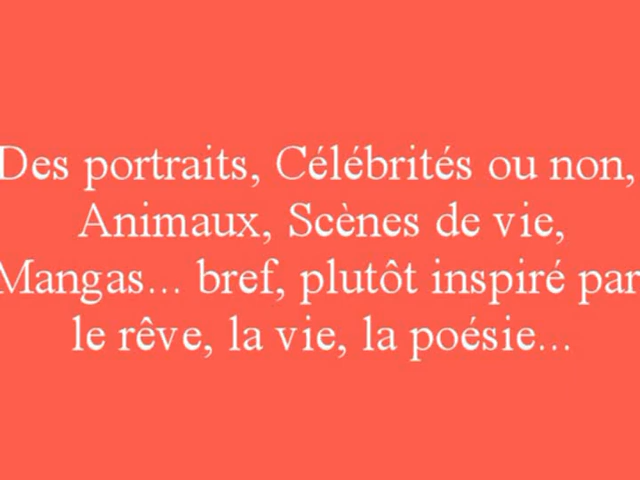 Des portraits, Célébrités ou non,
Animaux, Scènes de vie,
Mangas... bref, plutôt inspiré par
le rêve, la vie, la poésie...